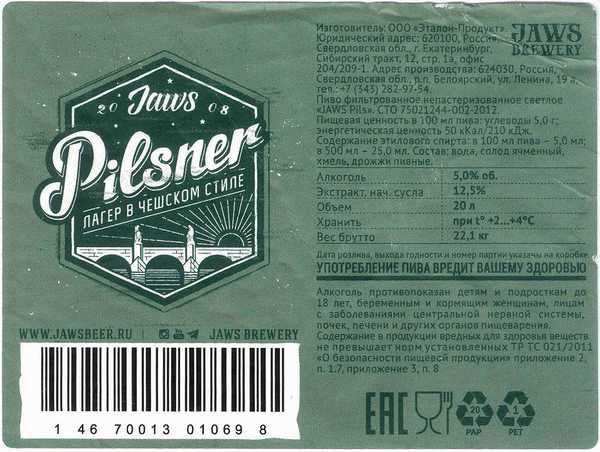 20 Jaws 08
Pilsner
ЛАГЕР В ЧЕШСКОМ СТИЛЕ
WWW.JAWSBEER.RU | JAWS BREWERY
1 46 70013 01069 8
JAWS
BREWERY
Изготовитель: ООО «Эталон-Продукт».
Юридический адрес: 620100, Россия,
Свердловская обл., г. Екатеринбург,
Сибирский тракт, 12, стр. 1а, офис
204/209-1. Адрес производства: 624030, Россия,
Свердловская обл., р.п. Белоярский, ул. Ленина, 19 л,
тел.: +7 (343) 282-97-54.
Пиво фильтрованное непастеризованное светлое
«JAWS Pils». СТО 75021244-002-2012.
Пищевая ценность в 100 мл пива: углеводы 5,0 г;
энергетическая ценность 50 кКал/210 кДж.
Содержание этилового спирта: в 100 мл пива – 5,0 мл;
в 500 мл – 25,0 мл. Состав: вода, солод ячменный,
хмель, дрожжи пивные.
Алкоголь 5,0% об.
Экстракт. нач. сусла 12,5%
Объем 20 л
Хранить при t° +2...+4°C
Вес брутто 22,1 кг
Дата розлива, выхода годности и номер партии указаны на коробке
УПОТРЕБЛЕНИЕ ПИВА ВРЕДИТ ВАШЕМУ ЗДОРОВЬЮ
Алкоголь противопоказан детям и подросткам до
18 лет, беременным и кормящим женщинам, лицам
с заболеваниями центральной нервной системы,
почек, печени и других органов пищеварения.
Содержание в продукции вредных для здоровья веществ
не превышает норм установленных ТР ТС 021/2011
«О безопасности пищевой продукции» приложение 2,
п. 1.7, приложение 3, п. 8
EAC 20 1
PAP PET